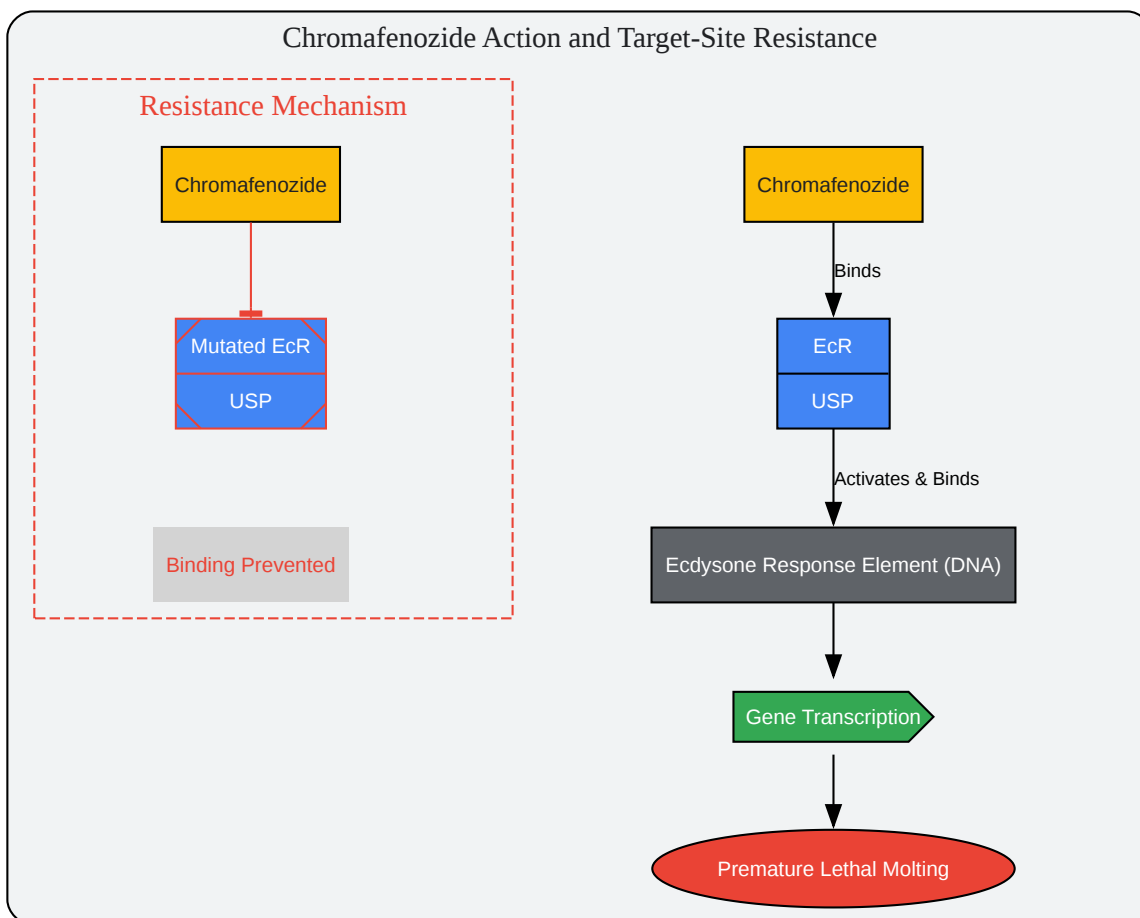 Chromafenozide Action and Target-Site Resistance
Resistance Mechanism
Chromafenozide
Mutated EcR
USP
Binding Prevented
Chromafenozide
Binds
EcR
USP
Activates & Binds
Ecdysone Response Element (DNA)
Gene Transcription
Premature Lethal Molting